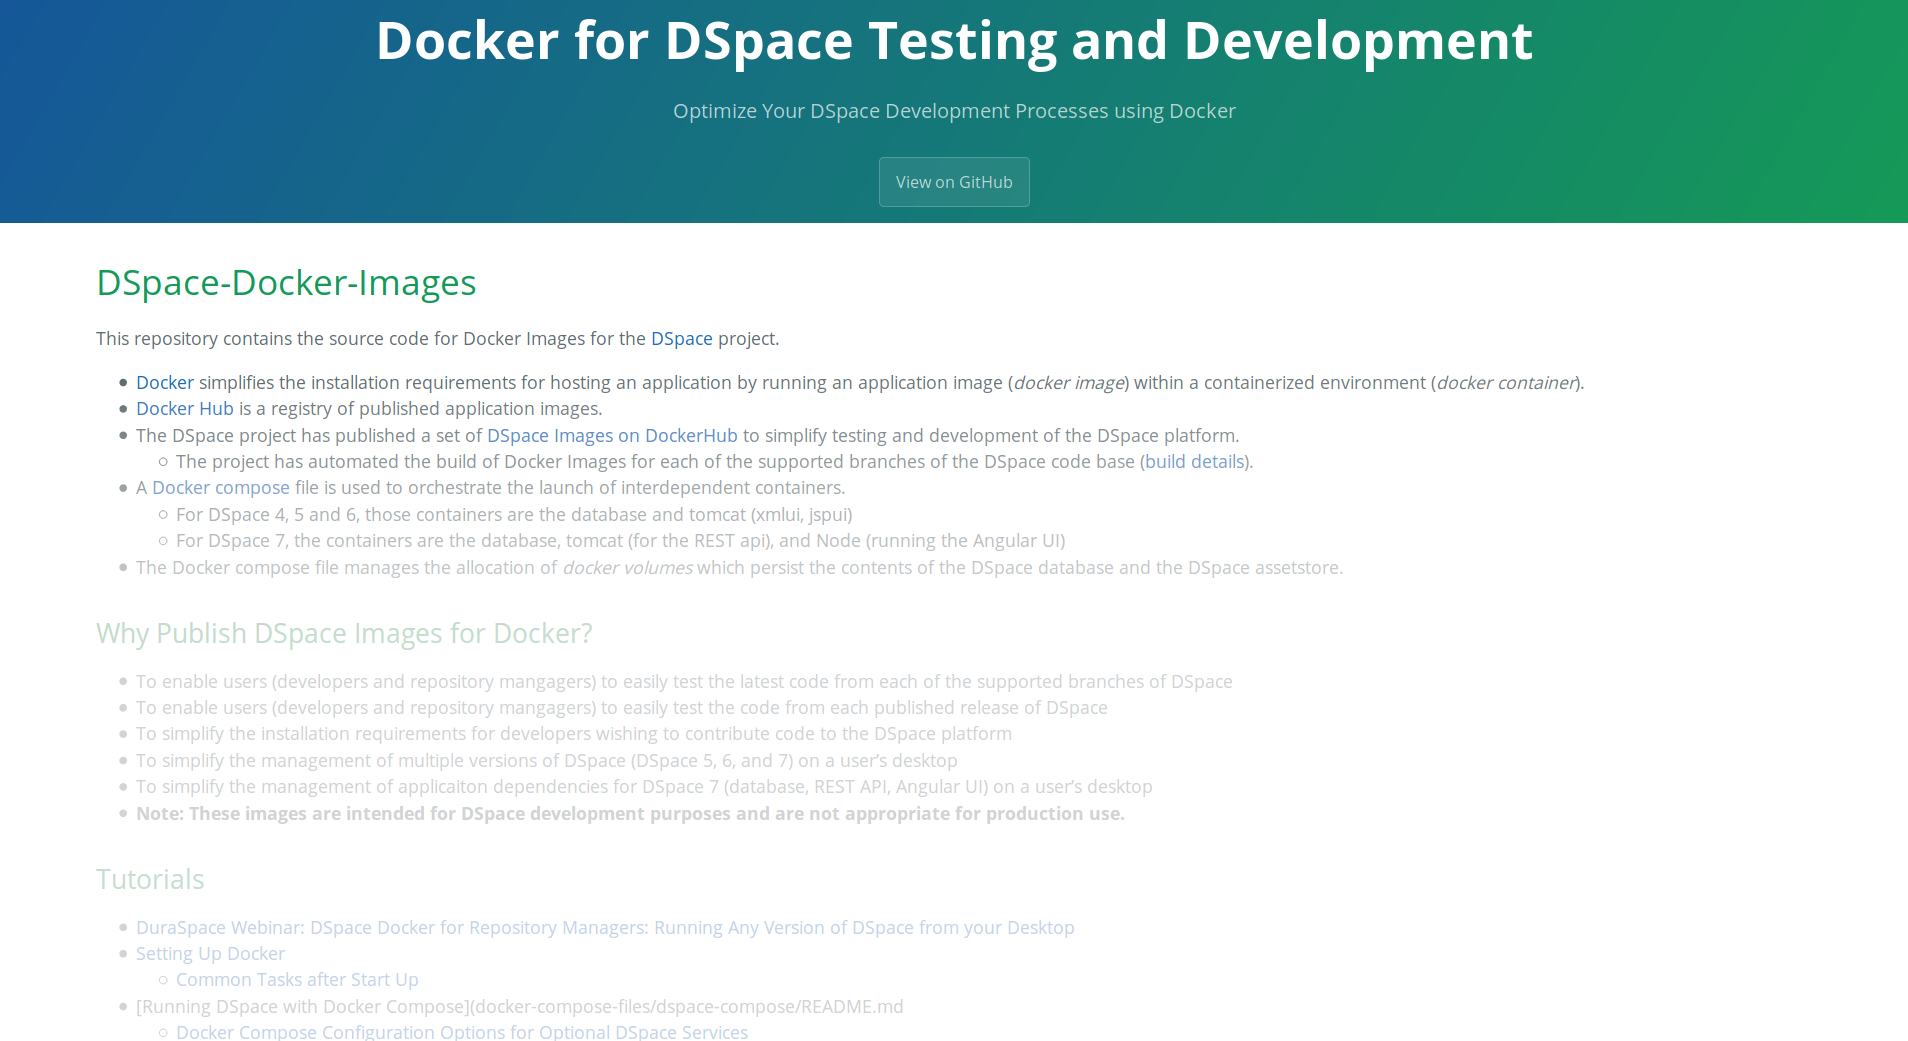 Docker for DSpace Testing and Development
Optimize Your DSpace Development Processes using Docker
View on GitHub
DSpace-Docker-Images
This repository contains the source code for Docker Images for the DSpace project.
Docker simplifies the installation requirements for hosting an application by running an application image (docker image) within a containerized environment (docker container).
Docker Hub is a registry of published application images.
The DSpace project has published a set of DSpace Images on DockerHub to simplify testing and development of the DSpace platform.
The project has automated the build of Docker Images for each of the supported branches of the DSpace code base (build details).
A Docker compose file is used to orchestrate the launch of interdependent containers.
For DSpace 4, 5 and 6, those containers are the database and tomcat (xmlui, jspui)
For DSpace 7, the containers are the database, tomcat (for the REST api), and Node (running the Angular UI)
The Docker compose file manages the allocation of docker volumes which persist the contents of the DSpace database and the DSpace assetstore.
Why Publish DSpace Images for Docker?
To enable users (developers and repository mangagers) to easily test the latest code from each of the supported branches of DSpace
To enable users (developers and repository mangagers) to easily test the code from each published release of DSpace
To simplify the installation requirements for developers wishing to contribute code to the DSpace platform
To simplify the management of multiple versions of DSpace (DSpace 5, 6, and 7) on a user’s desktop
To simplify the management of applicaiton dependencies for DSpace 7 (database, REST API, Angular UI) on a user’s desktop
Note: These images are intended for DSpace development purposes and are not appropriate for production use.
Tutorials
DuraSpace Webinar: DSpace Docker for Repository Managers: Running Any Version of DSpace from your Desktop
Setting Up Docker
Common Tasks after Start Up
[Running DSpace with Docker Compose](docker-compose-files/dspace-compose/README.md
Docker Compose Configuration Options for Optional DSpace Services